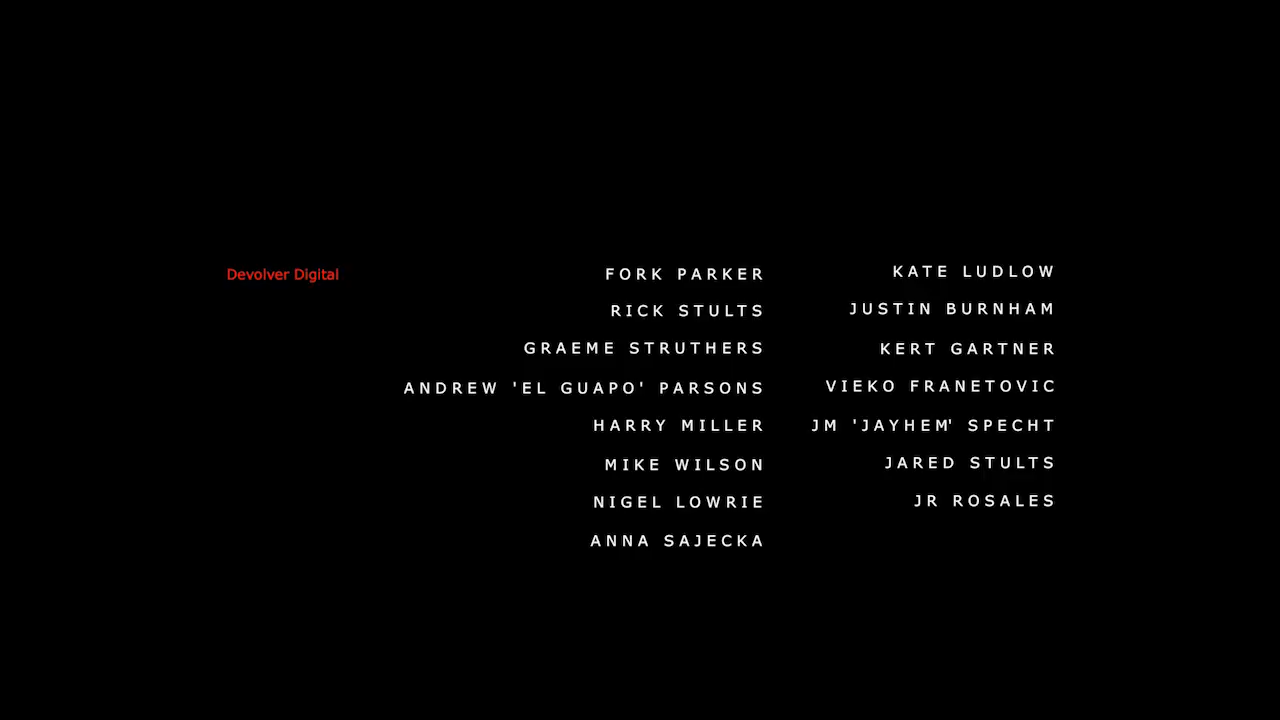 Devolver Digital
FORK PARKER
RICK STULTS
GRAEME STRUTHERS
ANDREW 'EL GUAPO' PARSONS
HARRY MILLER
MIKE WILSON
NIGEL LOWRIE
ANNA SAJECKA
KATE LUDLOW
JUSTIN BURNHAM
KERT GARTNER
VIEKO FRANETOVIC
JM 'JAYHEM' SPECHT
JARED STULTS
JR ROSALES